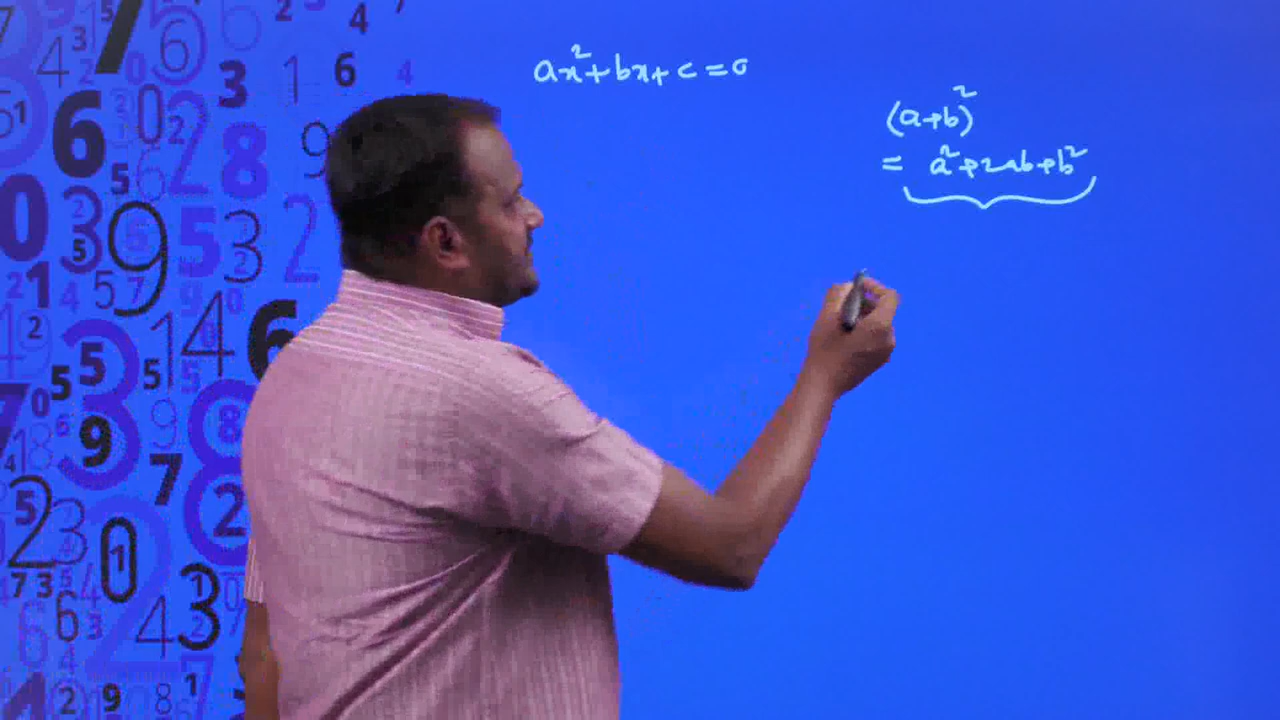 ax²+bx+c=0
(a+b)²
= a²+2ab+b²